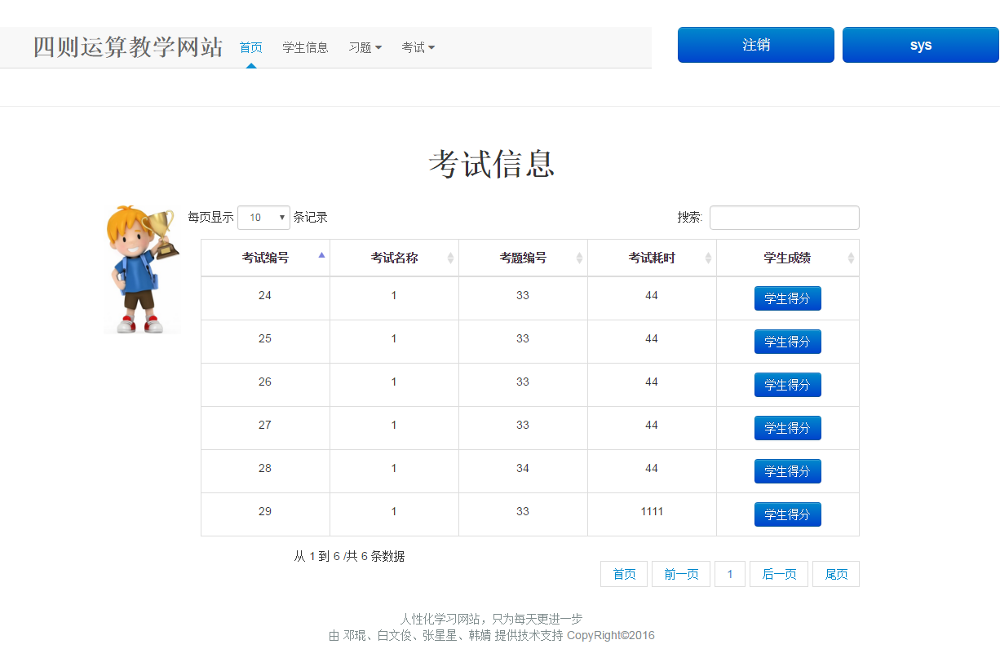 四则运算教学网站 首页 学生信息 习题 考试 注销 sys
考试信息
每页显示 10 条记录 搜索:
考试编号 考试名称 考题编号 考试耗时 学生成绩
24 1 33 44 学生得分
25 1 33 44 学生得分
26 1 33 44 学生得分
27 1 33 44 学生得分
28 1 34 44 学生得分
29 1 33 1111 学生得分
从 1 到 6 /共 6 条数据
首页 前一页 1 后一页 尾页
人性化学习网站，只为每天更进一步
由 邓琨、白文俊、张星星、韩婧 提供技术支持 CopyRight©2016